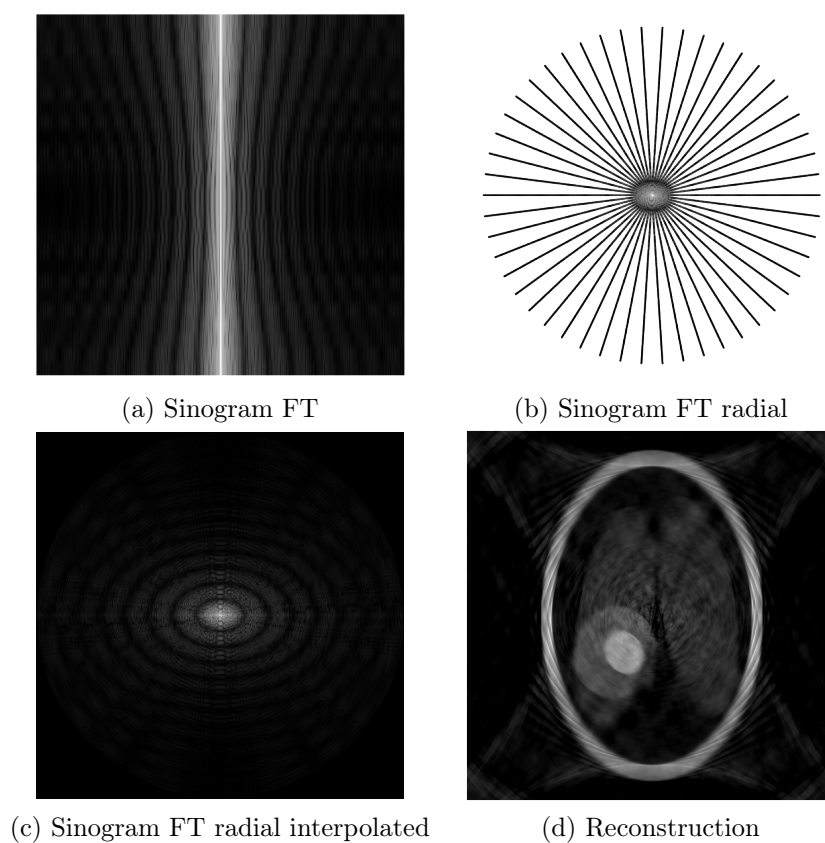 (a) Sinogram FT
(b) Sinogram FT radial
(c) Sinogram FT radial interpolated
(d) Reconstruction